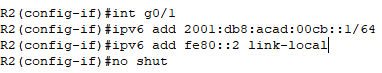 R2(config-if)#int g0/1
R2(config-if)#ipv6 add 2001:db8:acad:00cb::1/64
R2(config-if)#ipv6 add fe80::2 link-local
R2(config-if)#no shut